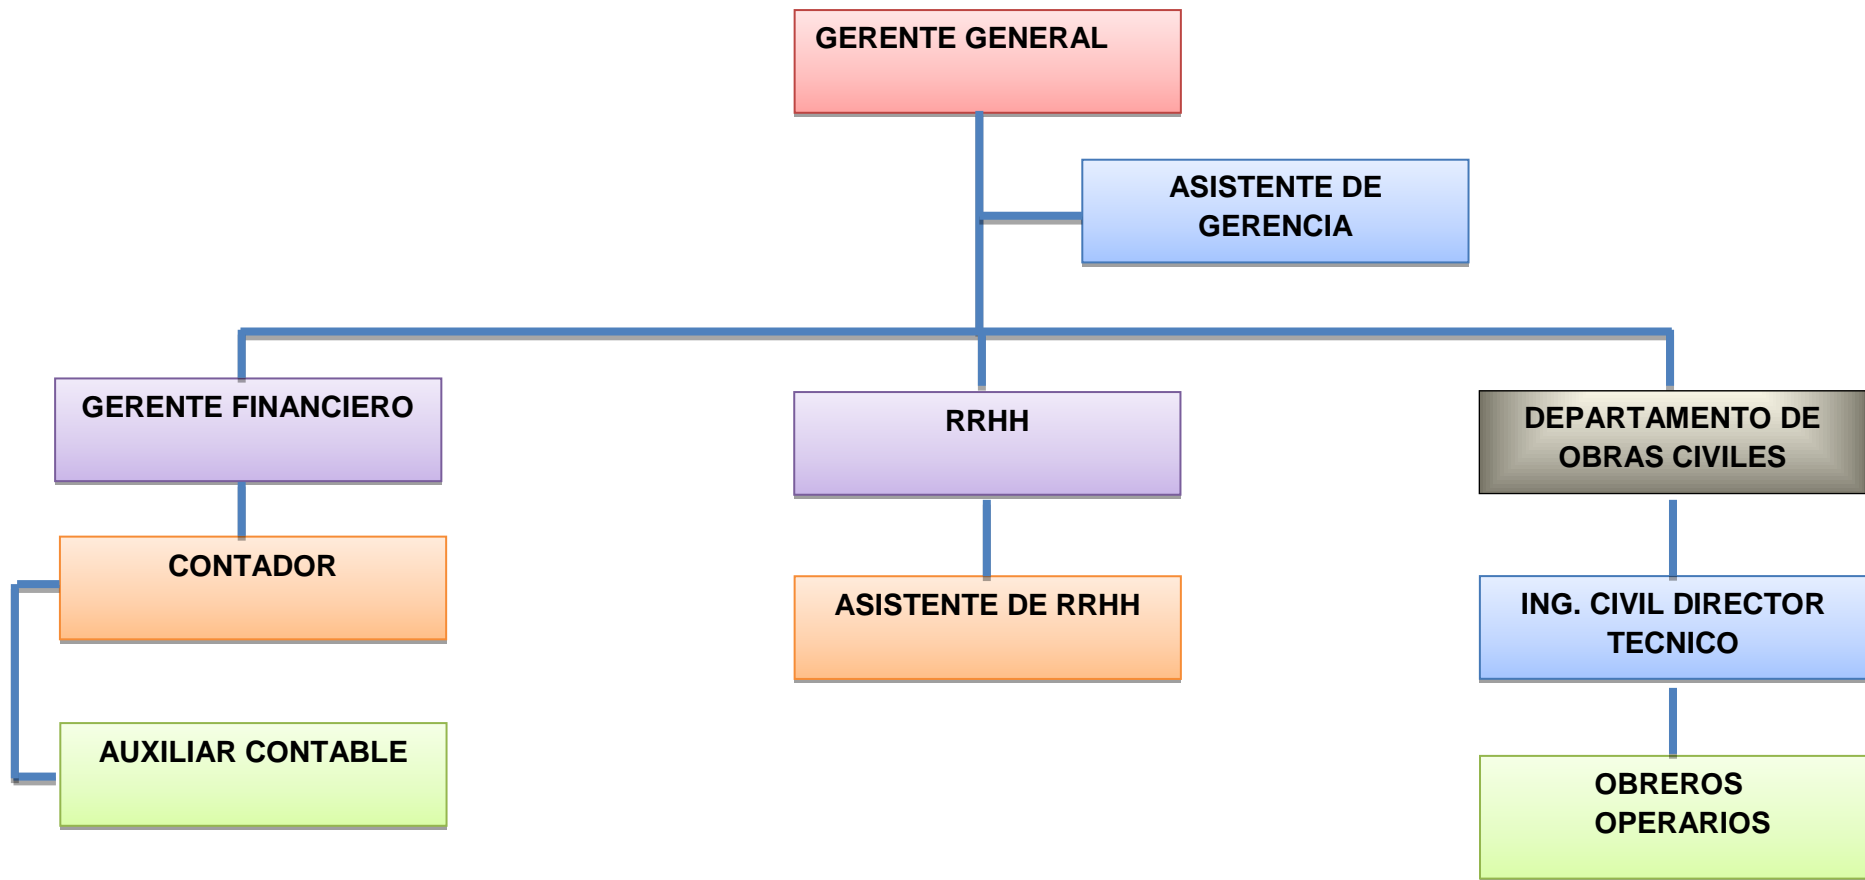 GERENTE GENERAL
ASISTENTE DE
GERENCIA
GERENTE FINANCIERO
RRHH
DEPARTAMENTO DE
OBRAS CIVILES
CONTADOR
ASISTENTE DE RRHH
ING. CIVIL DIRECTOR
TECNICO
AUXILIAR CONTABLE
OBREROS
OPERARIOS